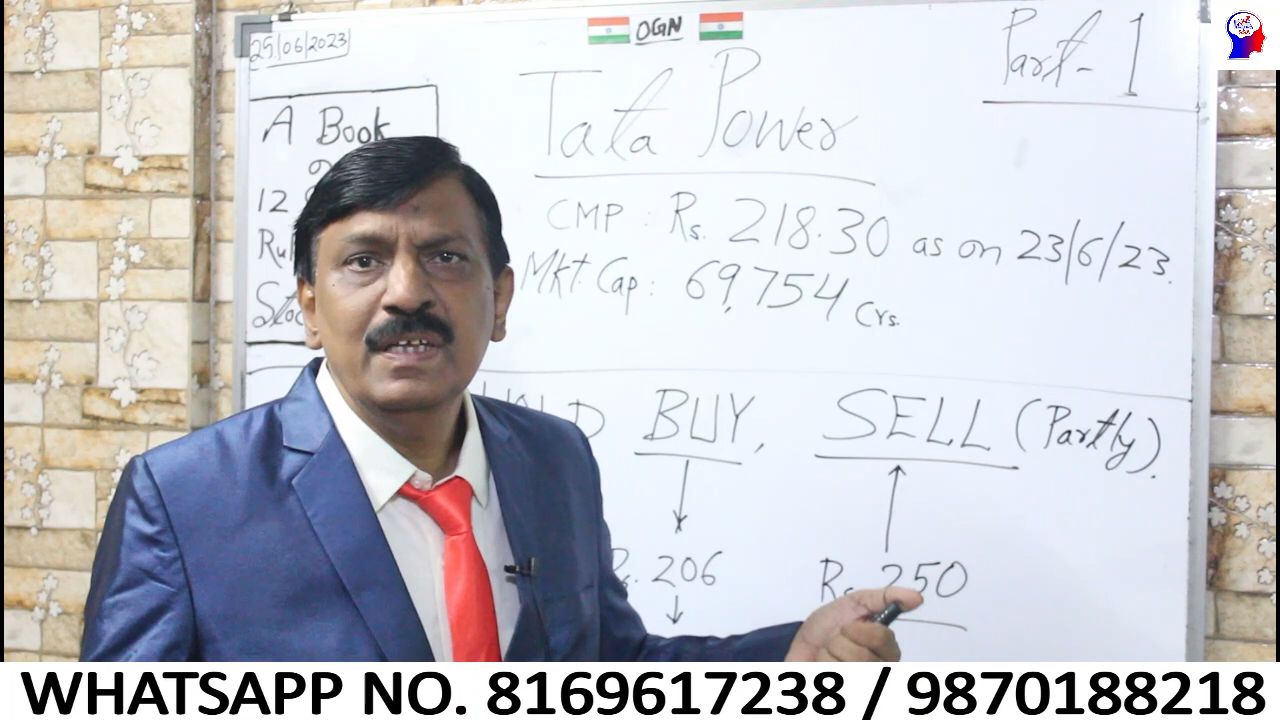 25/06/2023
OGN
Part-1
A Book
12
Tata Power
CMP : Rs. 218.30 as on 23/6/23.
Mkt. Cap : 69,754 Crs.
BUY, SELL (Partly).
206
Rs. 250
WHATSAPP NO. 8169617238 / 9870188218